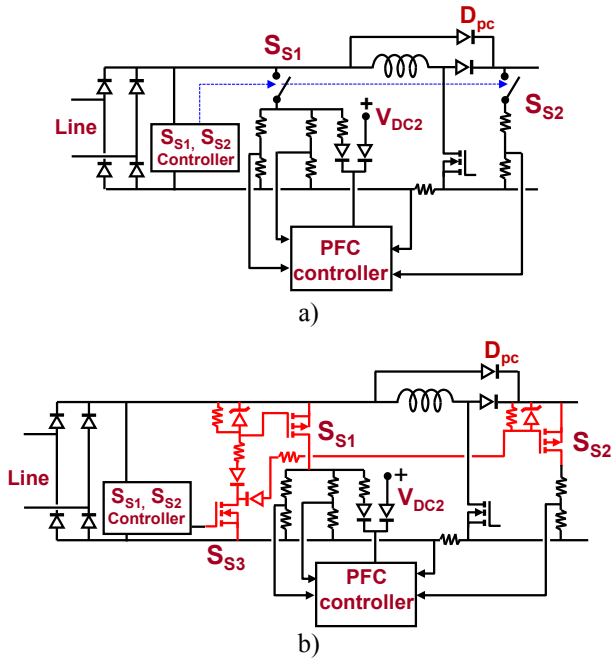 D_pc
S_S1
+
V_DC2
S_S2
Line
S_S1, S_S2
Controller
PFC
controller
a)
D_pc
S_S1
S_S2
+
V_DC2
Line
S_S1, S_S2
Controller
S_S3
PFC
controller
b)